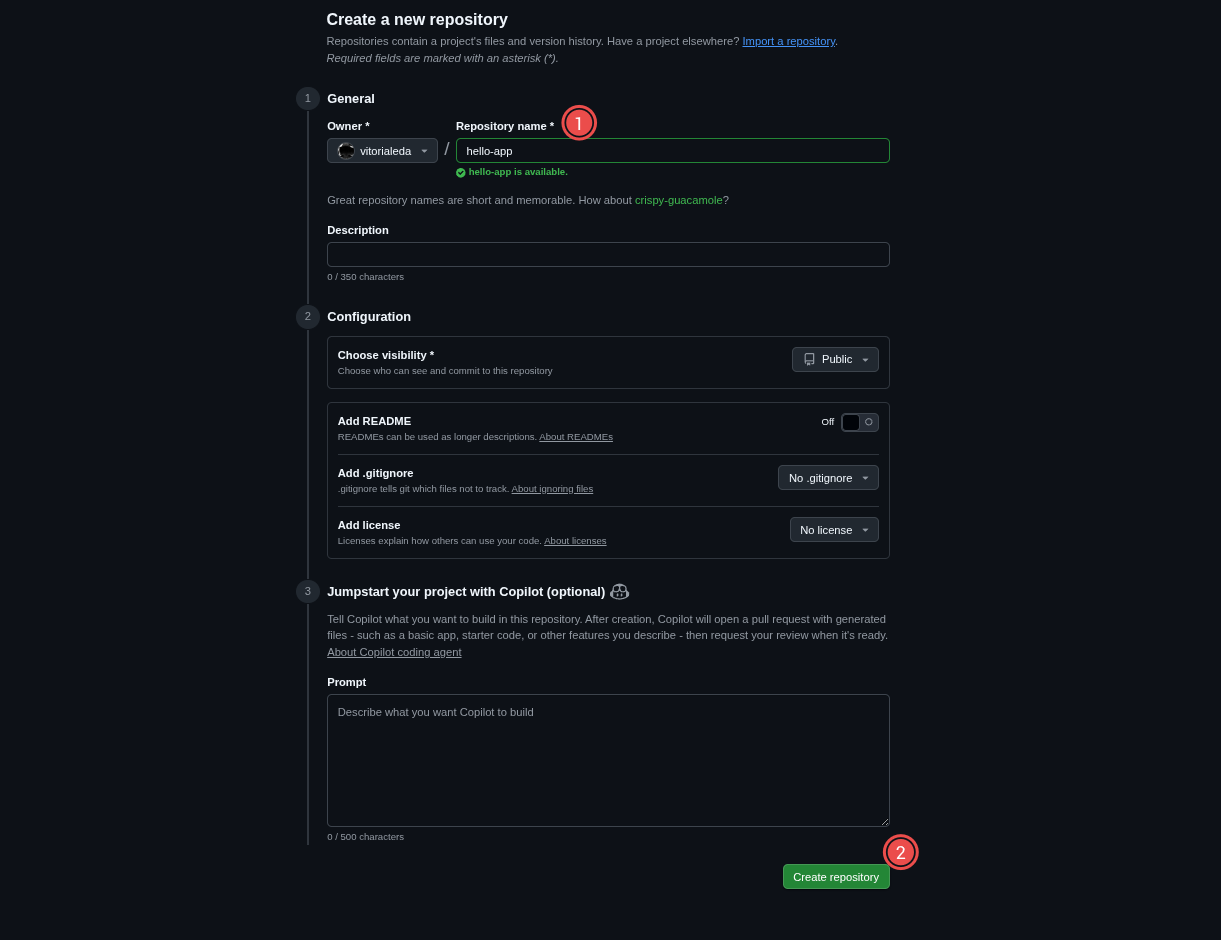 Create a new repository
Repositories contain a project's files and version history. Have a project elsewhere? Import a repository.
Required fields are marked with an asterisk (*).
1 General
Owner * Repository name * 1
vitorialeda / hello-app
hello-app is available.
Great repository names are short and memorable. How about crispy-guacamole?
Description
0 / 350 characters
2 Configuration
Choose visibility *
Choose who can see and commit to this repository
Public
Add README
READMEs can be used as longer descriptions. About READMEs
Off
Add .gitignore
.gitignore tells git which files not to track. About ignoring files
No .gitignore
Add license
Licenses explain how others can use your code. About licenses
No license
3 Jumpstart your project with Copilot (optional)
Tell Copilot what you want to build in this repository. After creation, Copilot will open a pull request with generated
files - such as a basic app, starter code, or other features you describe - then request your review when it's ready.
About Copilot coding agent
Prompt
Describe what you want Copilot to build
0 / 500 characters
2
Create repository